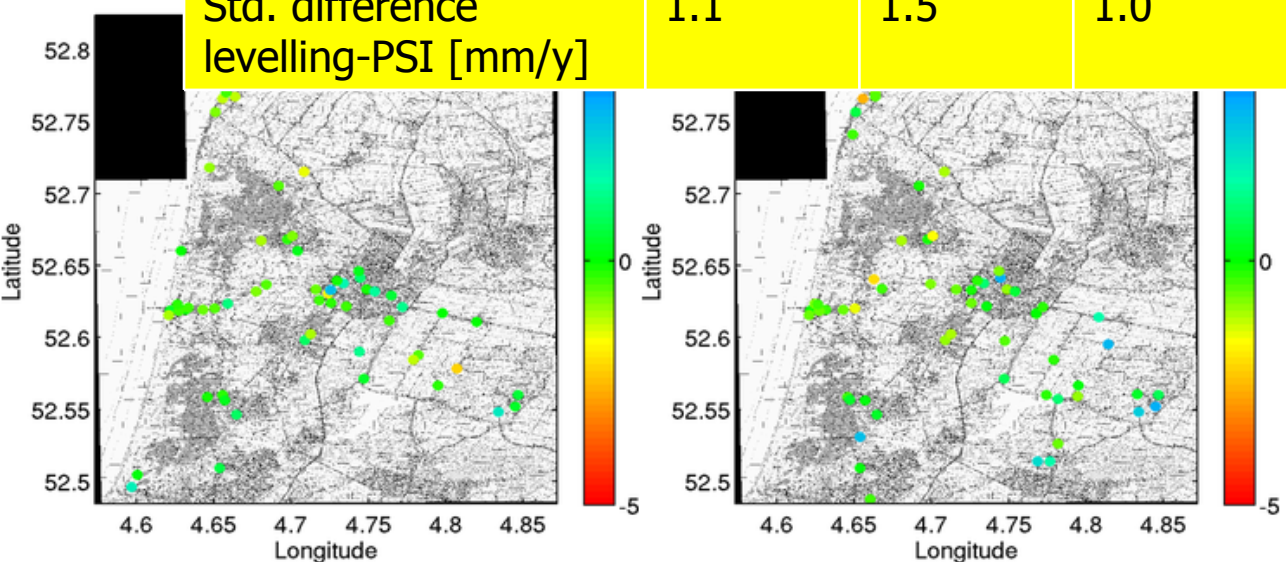 Std. difference 1.1 1.5 1.0
levelling-PSI [mm/y]
52.8
52.75 52.75
52.7 52.7
52.65 52.65
0 0
52.6 52.6
52.55 52.55
52.5 52.5
-5 -5
4.6 4.65 4.7 4.75 4.8 4.85 4.6 4.65 4.7 4.75 4.8 4.85
Longitude Longitude
Latitude Latitude